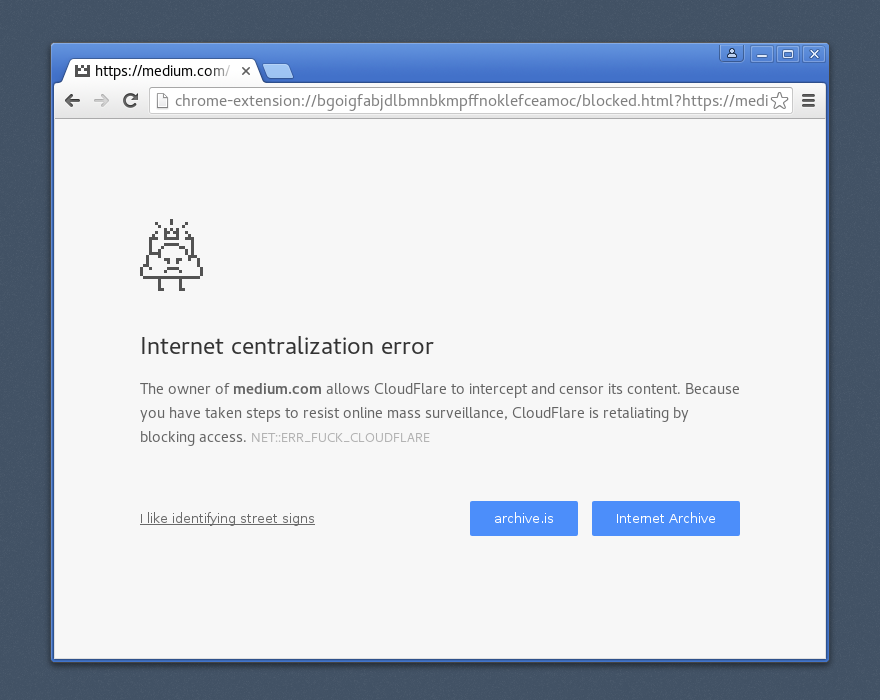 https://medium.com/
chrome-extension://bgoigfabjdlbmnbkmpffnoklefceamoc/blocked.html?https://medi
Internet centralization error
The owner of medium.com allows CloudFlare to intercept and censor its content. Because
you have taken steps to resist online mass surveillance, CloudFlare is retaliating by
blocking access. NET::ERR_FUCK_CLOUDFLARE
I like identifying street signs
archive.is
Internet Archive